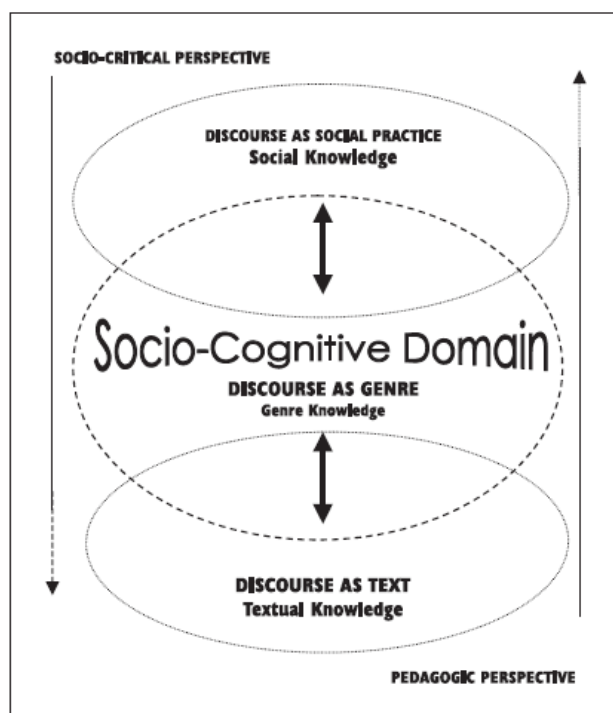 SOCIO-CRITICAL PERSPECTIVE
DISCOURSE AS SOCIAL PRACTICE
Social Knowledge
Socio-Cognitive Domain
DISCOURSE AS GENRE
Genre Knowledge
DISCOURSE AS TEXT
Textual Knowledge
PEDAGOGIC PERSPECTIVE